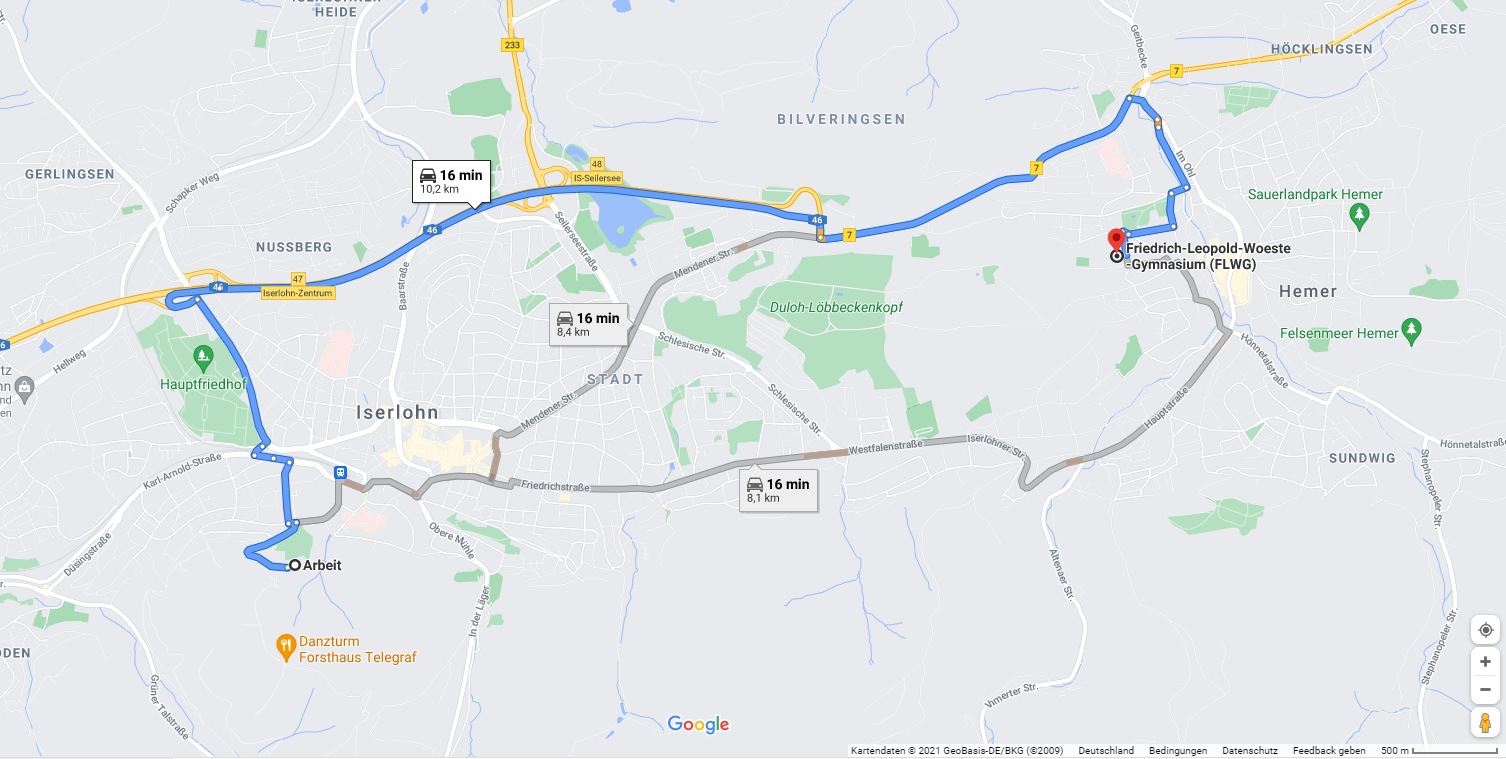 ISERLOHNER
HEIDE
233
OESE
HÖCKLINGSEN
Geitbecke
7
BILVERINGSEN
48
IS-Seilersee
7
16 min
10,2 km
GERLINGSEN
Schapker Weg
Im Ohl
Sauerlandpark Hemer
46
46
7
Seilerseestraße
NUSSBERG
Friedrich-Leopold-Woeste
-Gymnasium (FLWG)
Mendener Str.
Baarstraße
47
Iserlohn-Zentrum
46
Hemer
Duloh-Löbbeckenkopf
16 min
8,4 km
Felsenmeer Hemer
Hellweg
Schlesische Str.
Hönnetalstraße
Hauptfriedhof
STADT
Schlesische Str.
Iserlohn
Mendener Str.
Hauptstraße
Westfalenstraße
Iserlohner Str.
Hönnetalstraße
Karl-Arnold-Straße
SUNDWIG
Friedrichstraße
16 min
8,1 km
Stephanopeler Str.
Obere Mühle
Düsingstraße
Arbeit
Altenaer Str.
In der Läger
Stephanopeler Str.
Danzturm
Forsthaus Telegraf
ODEN
Grüner Talstraße
Ihmerter Str.
Google
Kartendaten © 2021 GeoBasis-DE/BKG (©2009) Deutschland Bedingungen Datenschutz Feedback geben 500 m